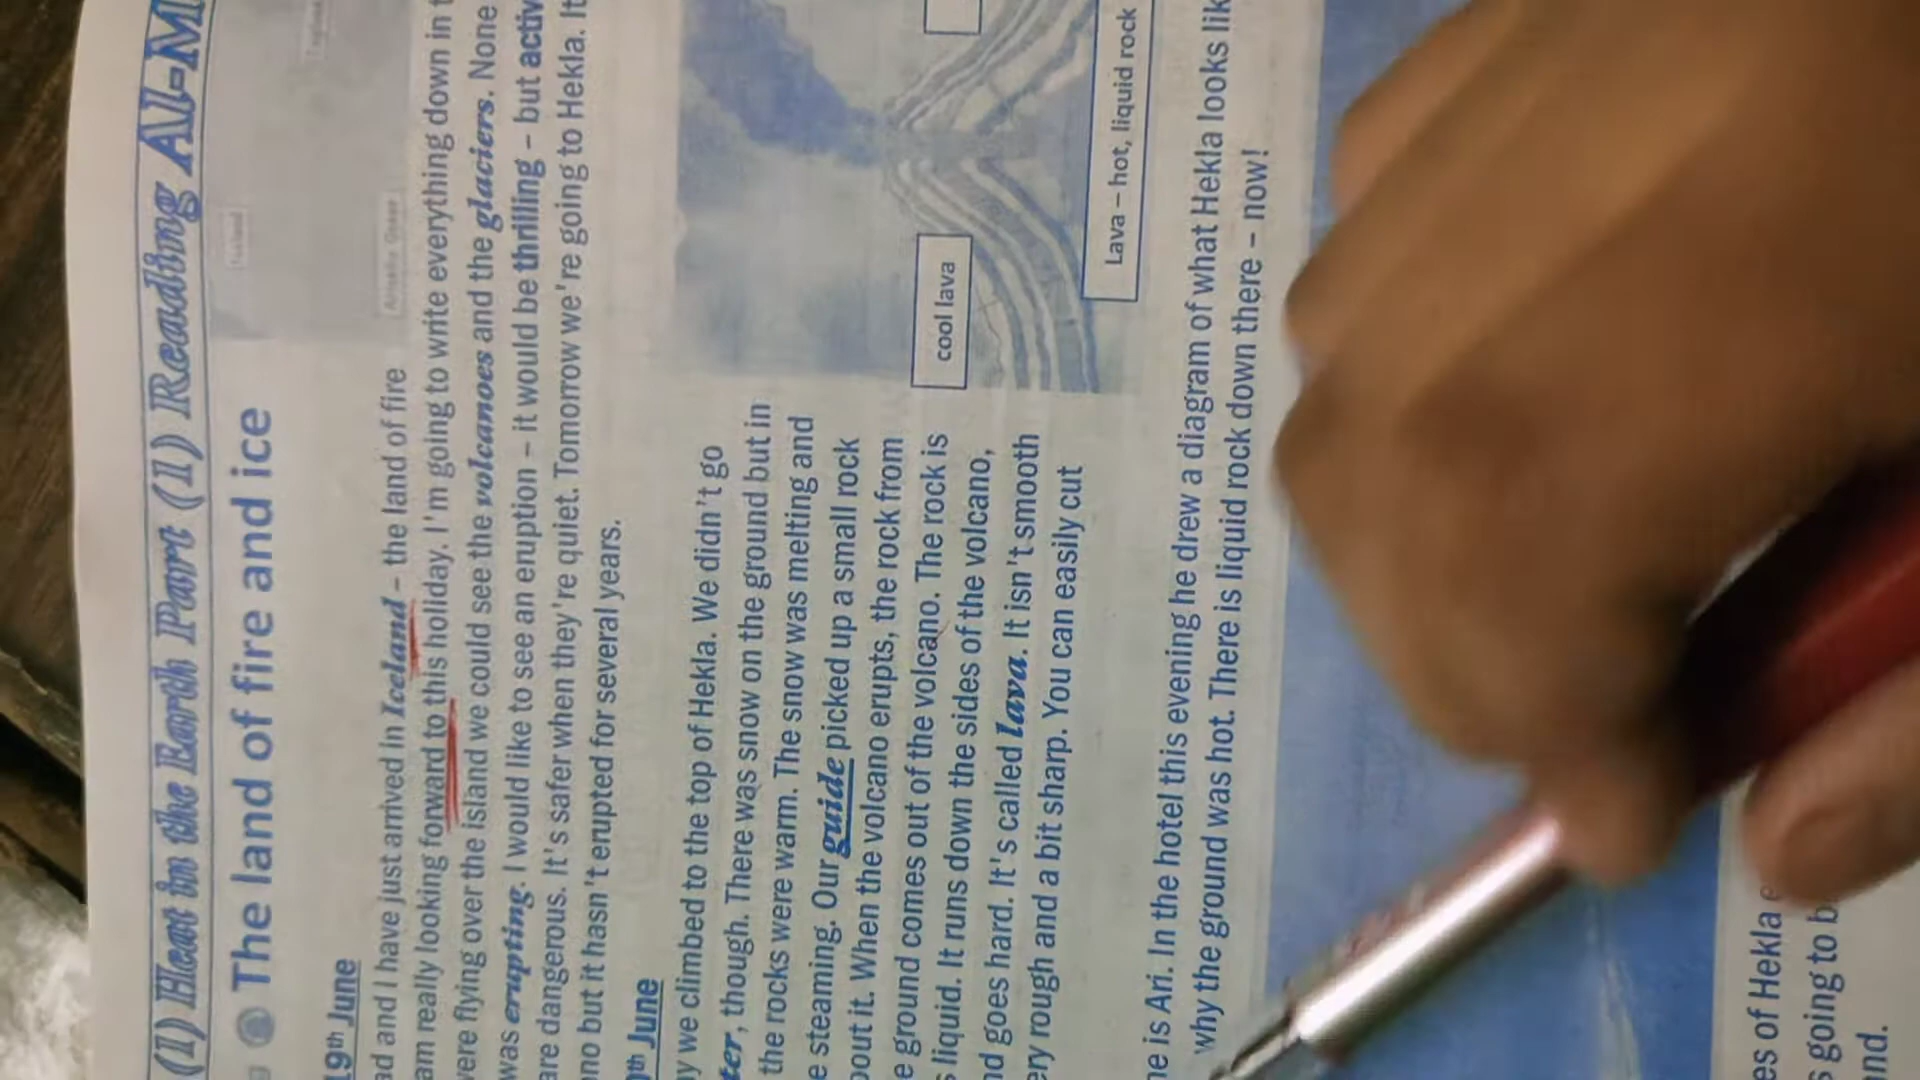 (1) Heat in the Earth Part (1) Reading Al-M
The land of fire and ice
19th June
ad and I have just arrived in Iceland – the land of fire
am really looking forward to this holiday. I'm going to write everything down in t
vere flying over the island we could see the volcanoes and the glaciers. None
was erupting. I would like to see an eruption – it would be thrilling – but activ
are dangerous. It's safer when they're quiet. Tomorrow we're going to Hekla. It
no but it hasn't erupted for several years.
th June
y we climbed to the top of Hekla. We didn't go
ter, though. There was snow on the ground but in
the rocks were warm. The snow was melting and
e steaming. Our guide picked up a small rock
bout it. When the volcano erupts, the rock from
e ground comes out of the volcano. The rock is
s liquid. It runs down the sides of the volcano,
nd goes hard. It's called lava. It isn't smooth
ery rough and a bit sharp. You can easily cut
cool lava
Lava – hot, liquid rock
ne is Ari. In the hotel this evening he drew a diagram of what Hekla looks lik
why the ground was hot. There is liquid rock down there – now!
es of Hekla e
s going to b
nd.